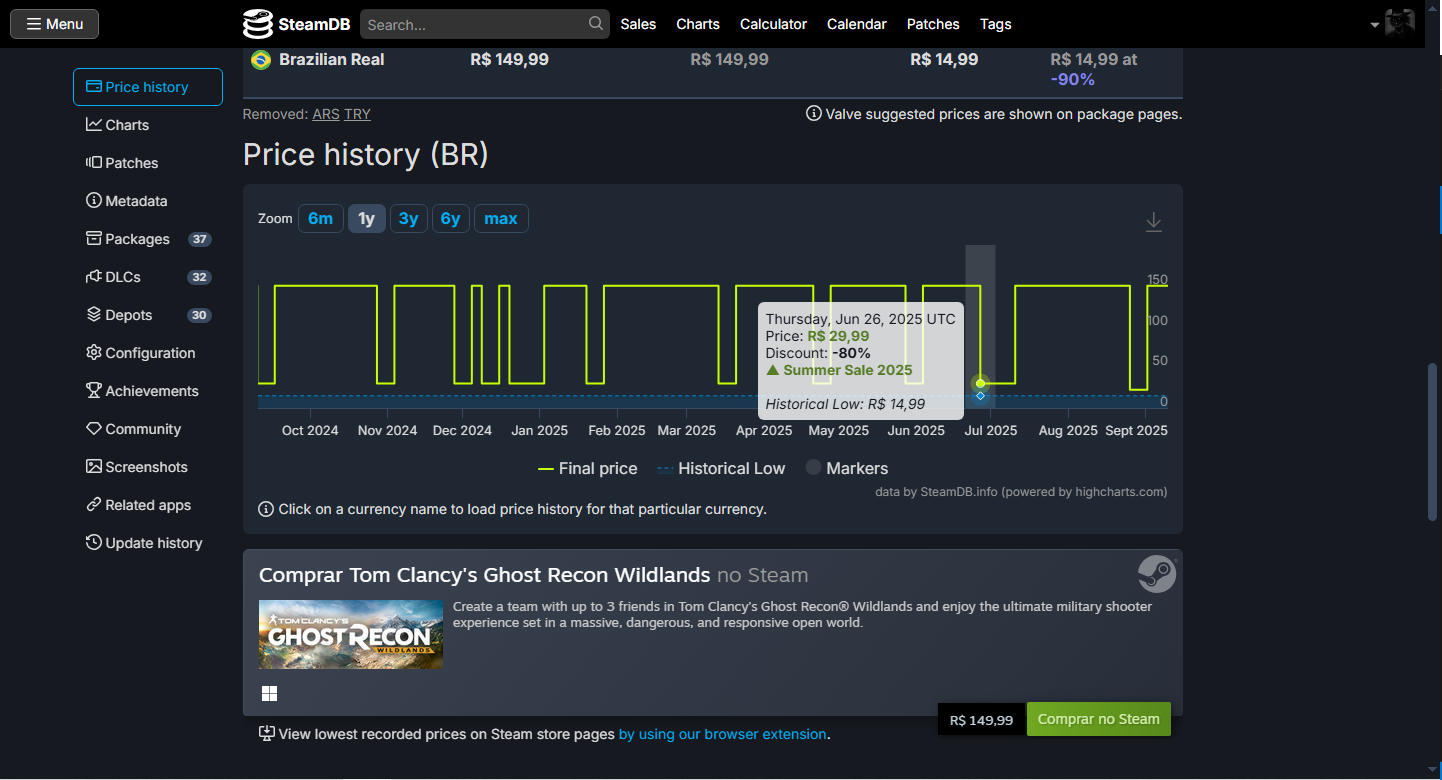 Menu
SteamDB
Search...
Sales
Charts
Calculator
Calendar
Patches
Tags
Brazilian Real R$ 149,99 R$ 149,99 R$ 14,99 R$ 14,99 at
-90%
Removed: ARS TRY
Valve suggested prices are shown on package pages.
Price history
Charts
Patches
Metadata
Packages 37
DLCs 32
Depots 30
Configuration
Achievements
Community
Screenshots
Related apps
Update history
Price history (BR)
Zoom 6m 1y 3y 6y max
150
100
50
0
Thursday, Jun 26, 2025 UTC
Price: R$ 29,99
Discount: -80%
▲ Summer Sale 2025
Historical Low: R$ 14,99
Oct 2024 Nov 2024 Dec 2024 Jan 2025 Feb 2025 Mar 2025 Apr 2025 May 2025 Jun 2025 Jul 2025 Aug 2025 Sept 2025
Final price Historical Low Markers
data by SteamDB.info (powered by highcharts.com)
Click on a currency name to load price history for that particular currency.
Comprar Tom Clancy's Ghost Recon Wildlands no Steam
TOM CLANCY'S
GHOST RECON
WILDLANDS
Create a team with up to 3 friends in Tom Clancy's Ghost Recon® Wildlands and enjoy the ultimate military shooter
experience set in a massive, dangerous, and responsive open world.
R$ 149,99 Comprar no Steam
View lowest recorded prices on Steam store pages by using our browser extension.